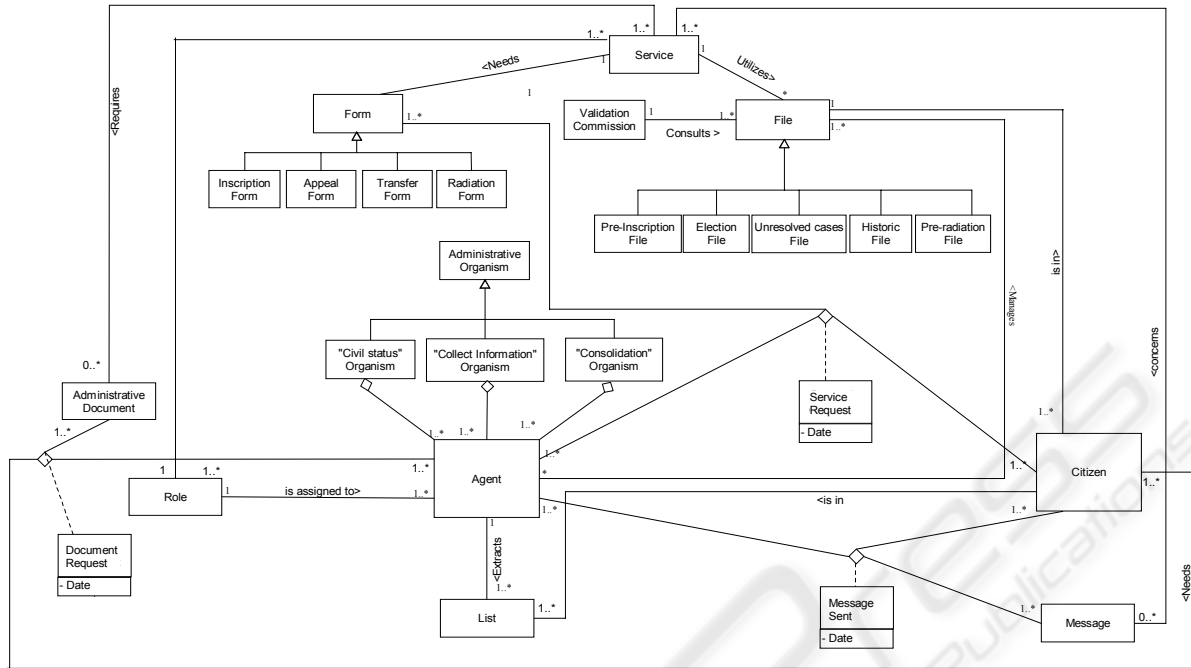 1..*
1..*
1..*
1..*
Service
1
1
<Needs
Utilizes>
<Requires
1
*
Form
1..*
Validation
Commission
1
1..*
Consults >
File
1
1..*
Inscription
Form
Appeal
Form
Transfer
Form
Radiation
Form
Pre-Inscription
File
Election
File
Unresolved cases
File
Historic
File
Pre-radiation
File
is in>
Administrative
Organism
<Manages
<concerns
"Civil status"
Organism
"Collect Information"
Organism
"Consolidation"
Organism
0..*
Administrative
Document
Service
Request
- Date
1..*
1..*
1..*
1..*
1..*
1..*
1..*
1..*
Agent
*
1..*
Citizen
1..*
1
1..*
Role
1
is assigned to>
1..*
1
1..*
<is in
1..*
Document
Request
- Date
<Extracts
1..*
List
1..*
Message
Sent
- Date
1..*
Message
0..*
<Needs
Press
Publications